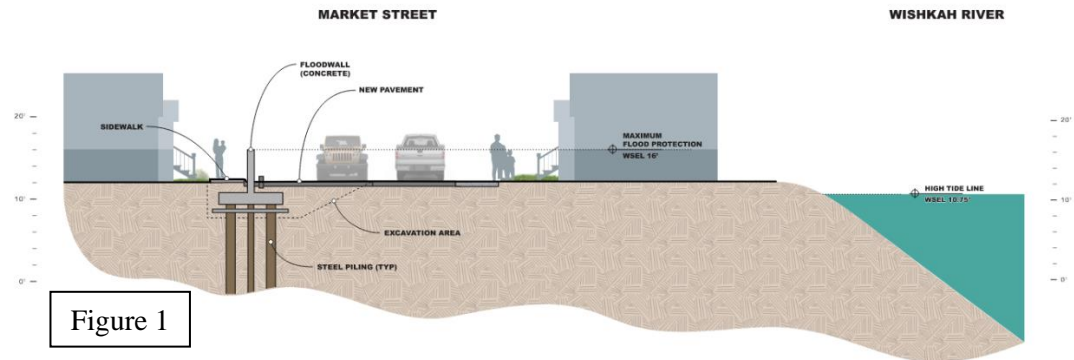 MARKET STREET
WISHKAH RIVER
FLOODWALL
(CONCRETE)
NEW PAVEMENT
SIDEWALK
MAXIMUM
FLOOD PROTECTION
WSEL 16'
HIGH TIDE LINE
WSEL 10.75'
EXCAVATION AREA
STEEL PILING (TYP)
20'
10'
0'
20'
10'
0'
Figure 1